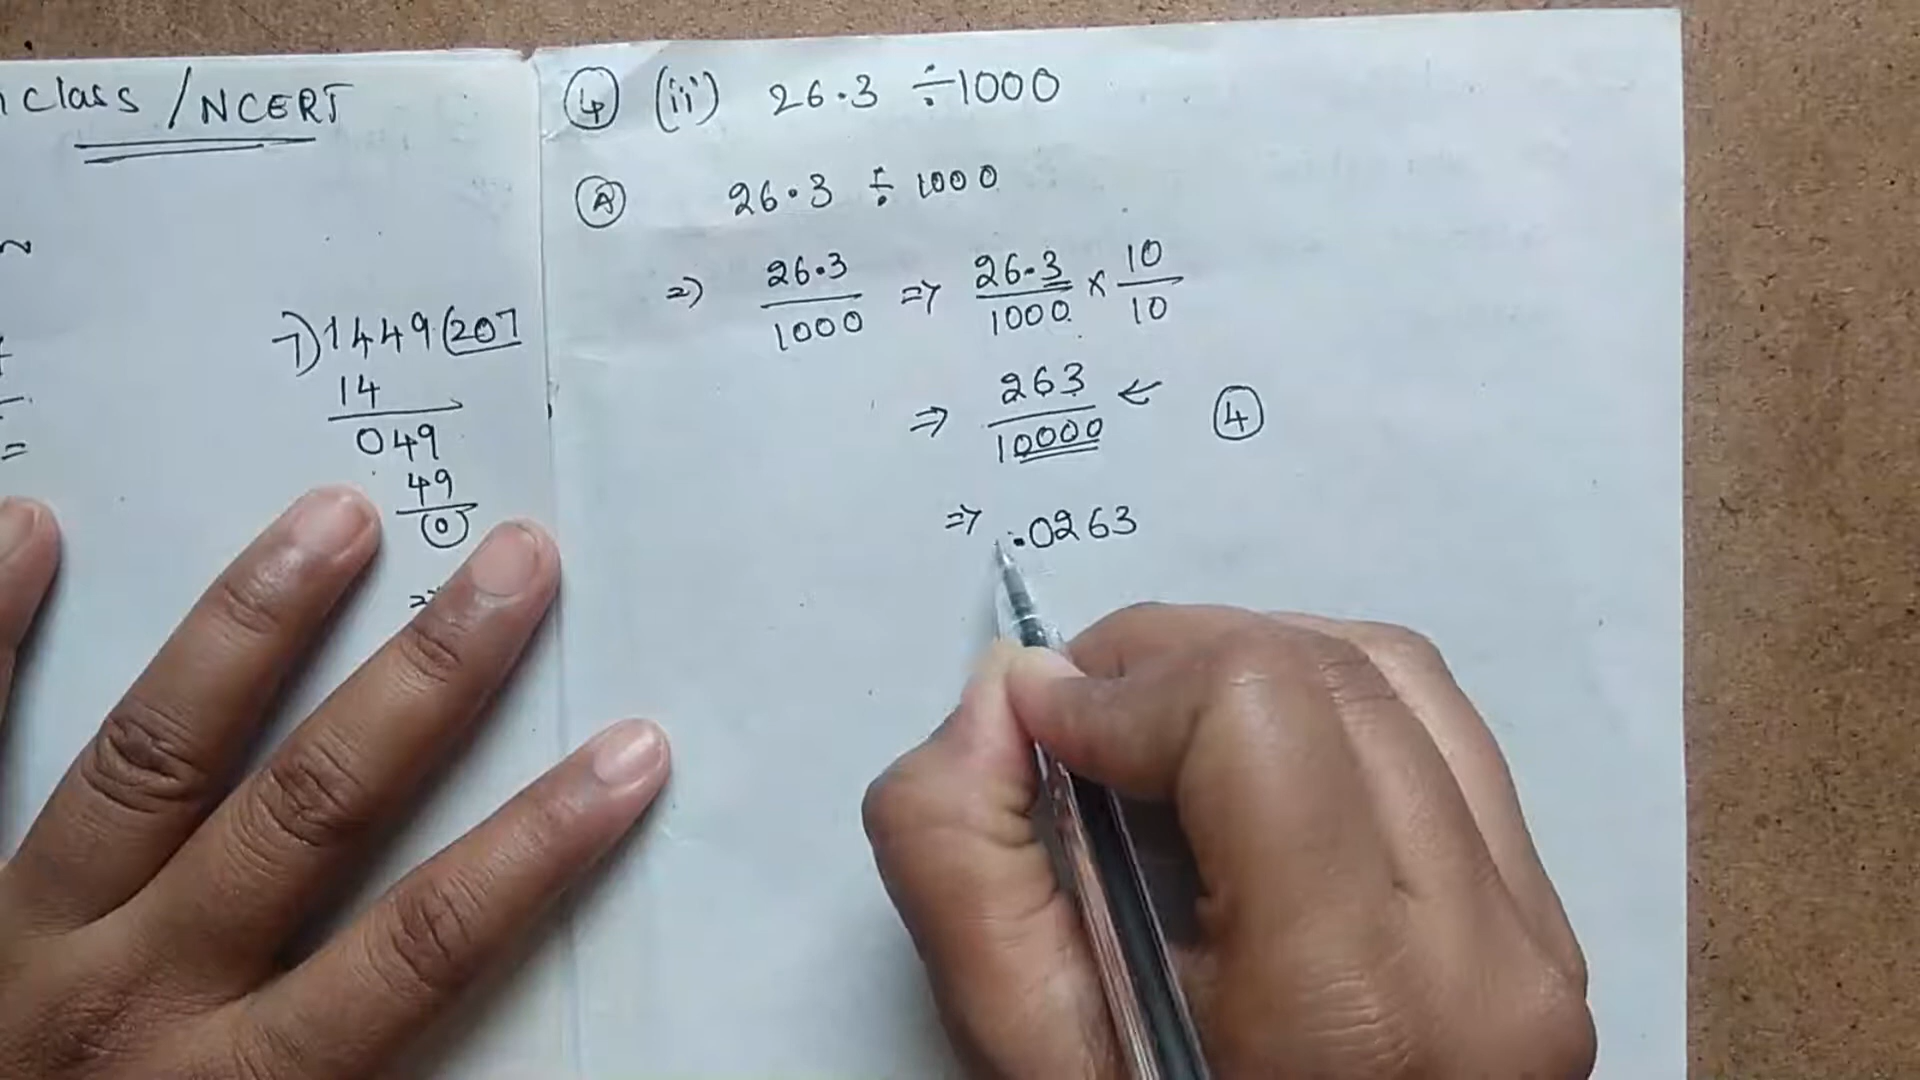 Class / NCERT
7)1449(207
14
049
49
0
4 (ii) 26.3 ÷ 1000
A 26.3 ÷ 1000
=> 26.3/1000 => 26.3/1000 × 10/10
=> 263/10000 ← 4
=> .0263